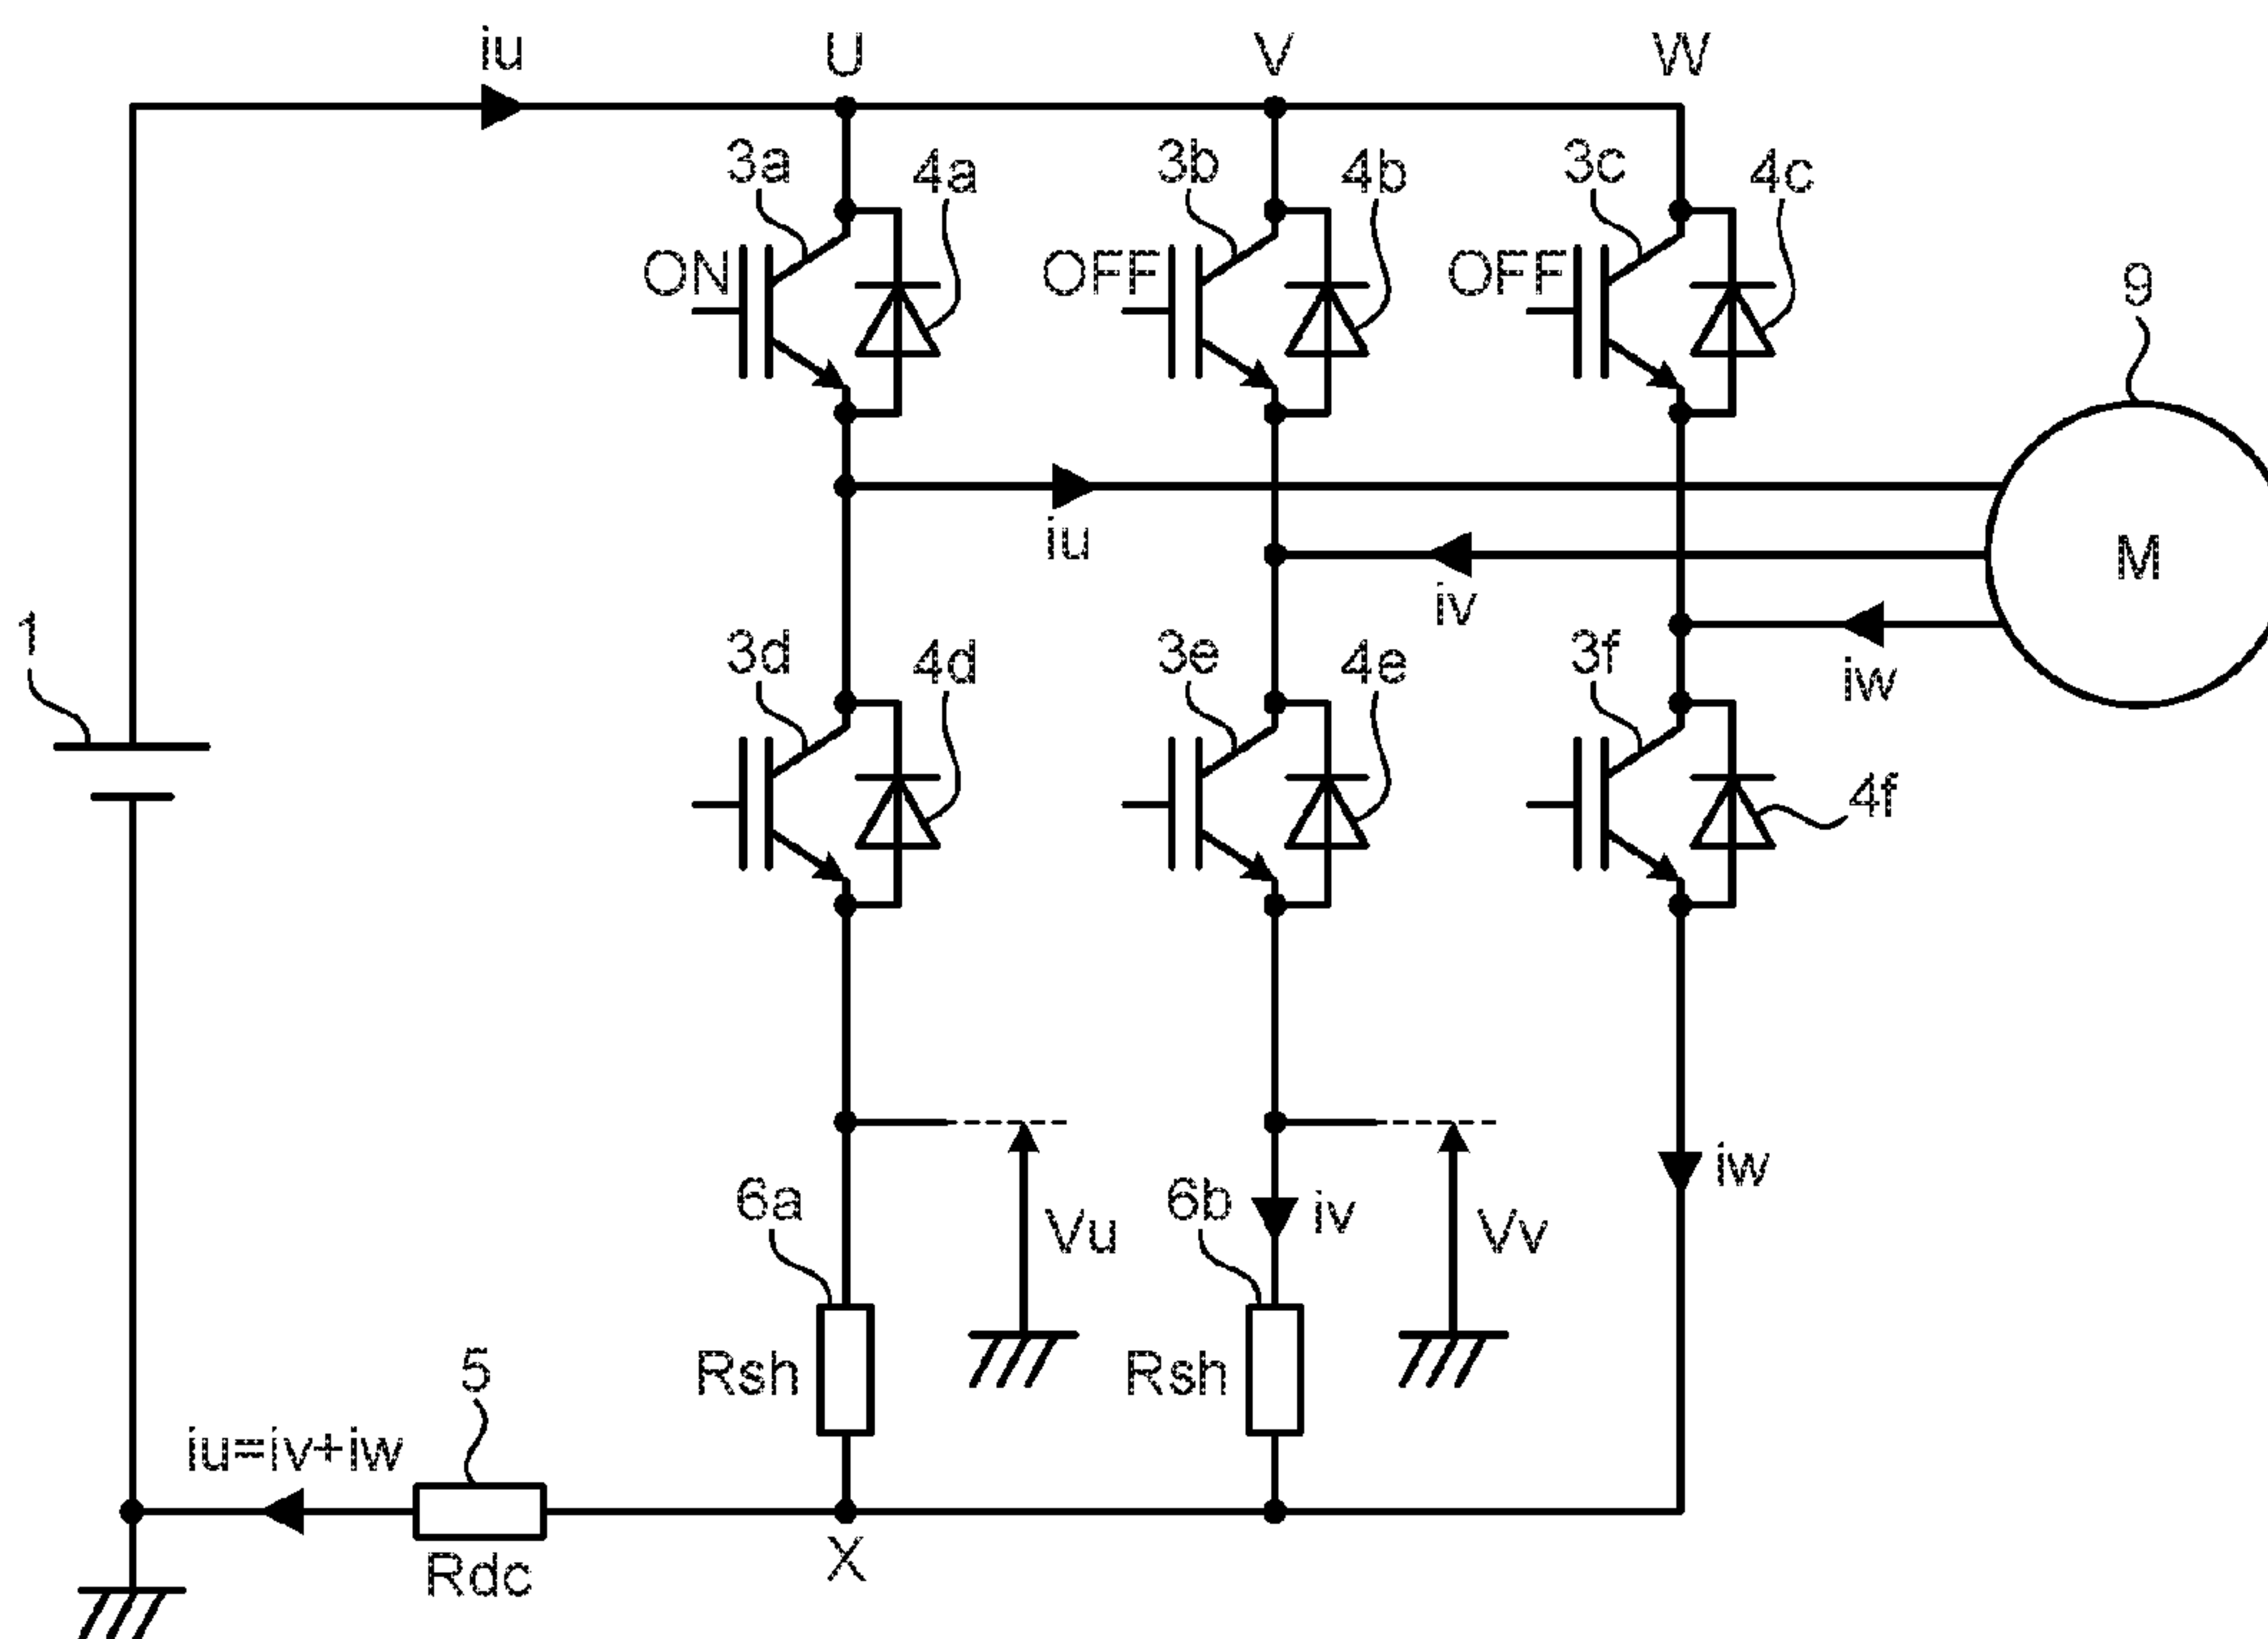 iu
U
V
W
3a
4a
3b
4b
3c
4c
ON
OFF
OFF
9
iu
M
iv
1
3d
4d
3e
4e
3f
iw
4f
6a
Vu
6b
iv
Vv
iw
Rsh
Rsh
5
iu=iv+iw
Rdc
X